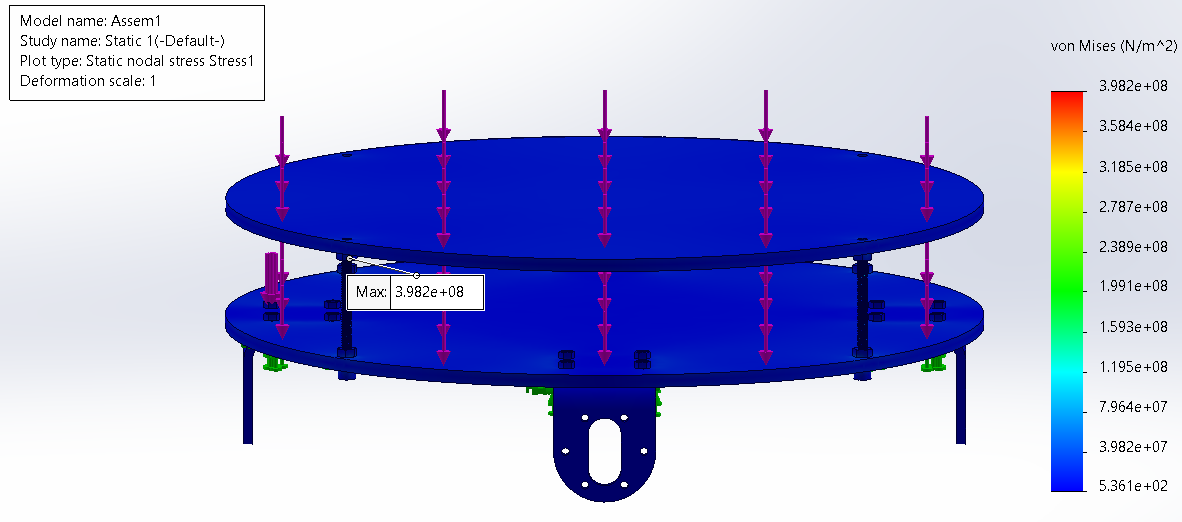 Model name: Assem1
Study name: Static 1(-Default-)
Plot type: Static nodal stress Stress1
Deformation scale: 1
von Mises (N/m^2)
3.982e+08
3.584e+08
3.185e+08
2.787e+08
2.389e+08
1.991e+08
1.593e+08
1.195e+08
7.964e+07
3.982e+07
5.361e+02
Max: 3.982e+08